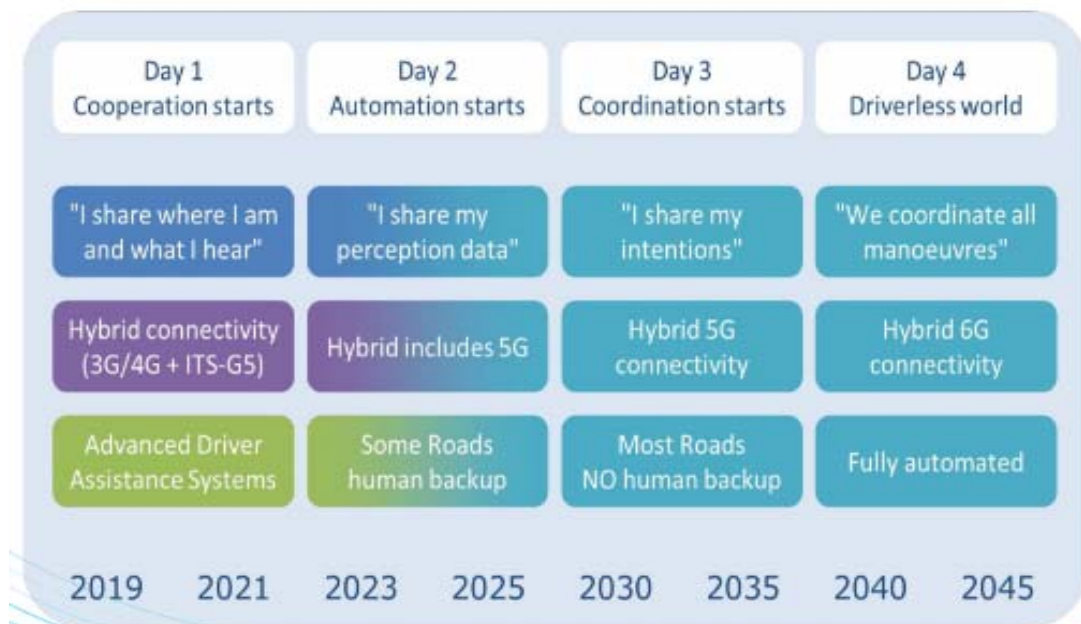 Day 1
Cooperation starts
Day 2
Automation starts
Day 3
Coordination starts
Day 4
Driverless world
"I share where I am
and what I hear"
"I share my
perception data"
"I share my
intentions"
"We coordinate all
manoeuvres"
Hybrid connectivity
(3G/4G + ITS-G5)
Hybrid includes 5G
Hybrid 5G
connectivity
Hybrid 6G
connectivity
Advanced Driver
Assistance Systems
Some Roads
human backup
Most Roads
NO human backup
Fully automated
2019 2021 2023 2025 2030 2035 2040 2045